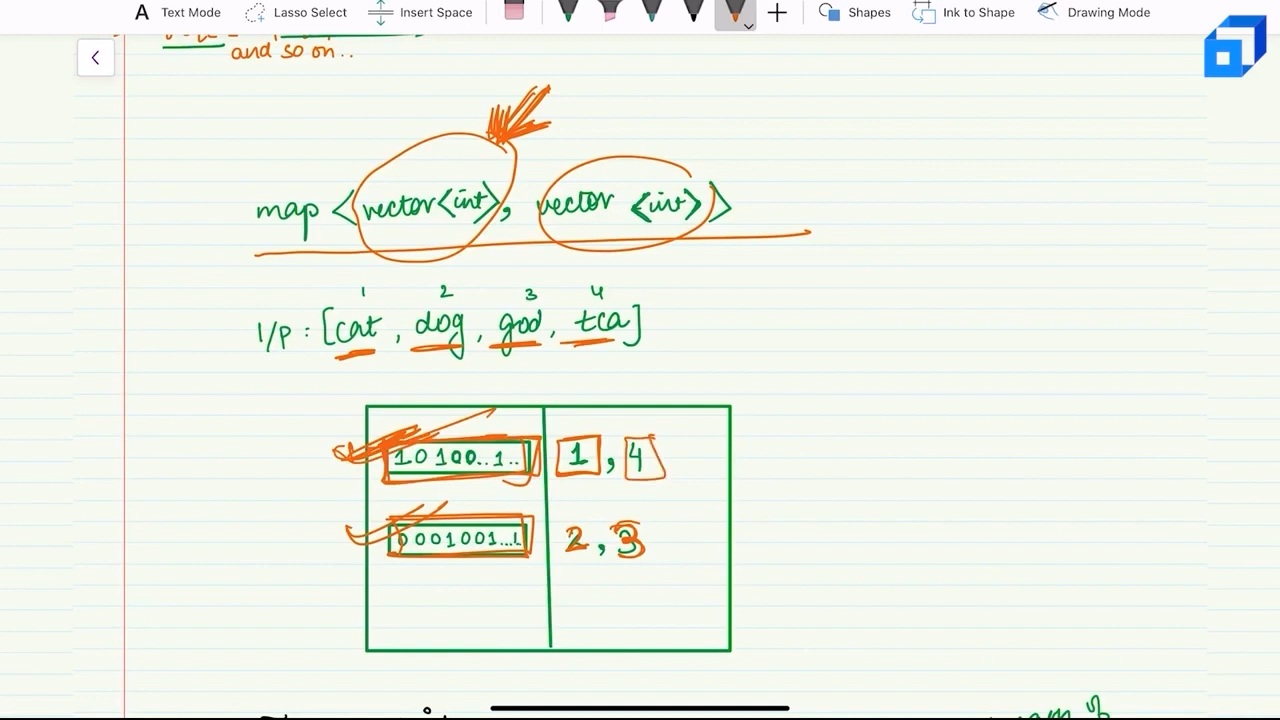 Text Mode Lasso Select Insert Space Shapes Ink to Shape Drawing Mode
and so on..
map <vector<int>, vector <int>>
1 2 3 4
I/P : [cat , dog, god, tca]
10100..1.. 1, 4
0001001...1 2, 3